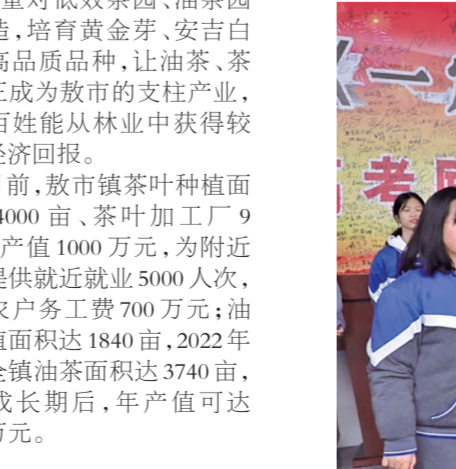 量对低效茶园、油茶园
造,培育黄金芽、安吉白
高品质品种,让油茶、茶
正成为敖市的支柱产业,
百姓能从林业中获得较
经济回报。
目前,敖市镇茶叶种植面
4000 亩、茶叶加工厂 9
产值 1000 万元,为附近
提供就近就业 5000 人次,
农户务工费 700 万元;油
植面积达 1840 亩,2022 年
全镇油茶面积达 3740 亩,
成长期后,年产值可达
万元。
一
高考